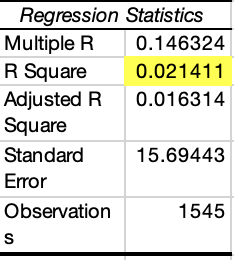 Regression Statistics
Multiple R 0.146324
R Square 0.021411
Adjusted R 0.016314
Square
Standard 15.69443
Error
Observation 1545
s